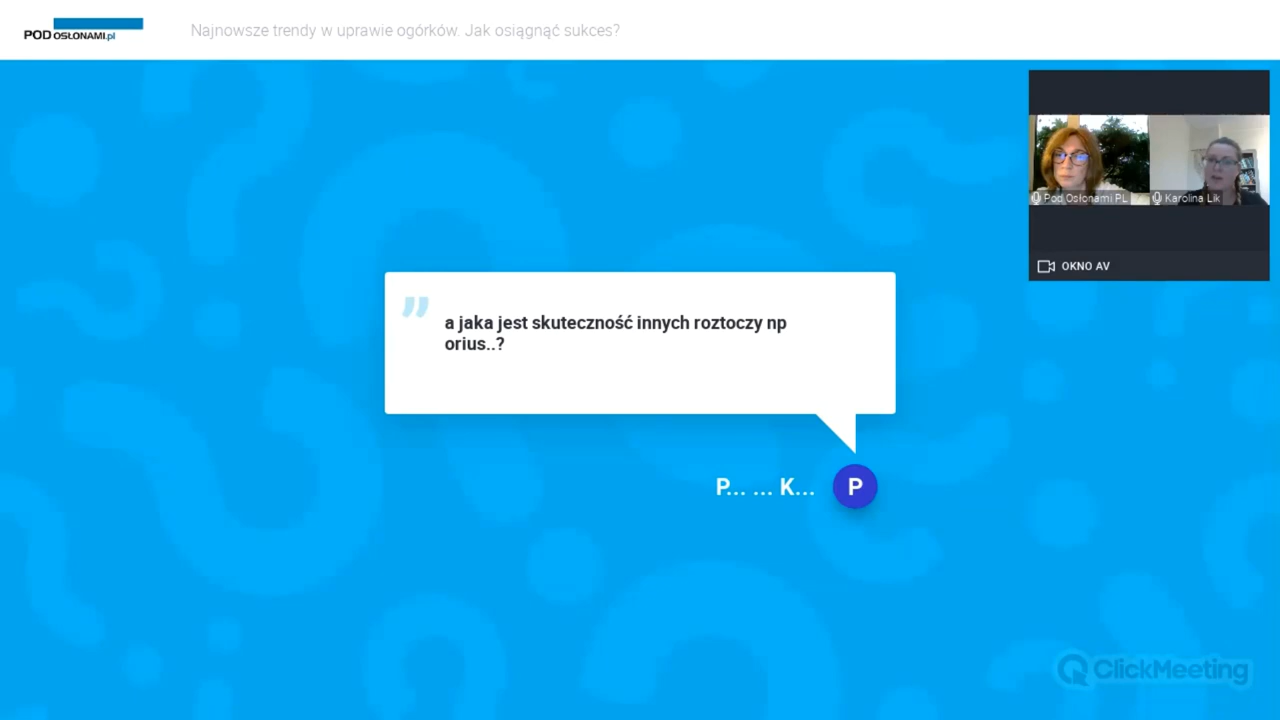 POD OSŁONAMI.pl
Najnowsze trendy w uprawie ogórków. Jak osiągnąć sukces?
Pod Osłonami PL
Karolina Lik
OKNO AV
a jaka jest skuteczność innych roztoczy np
orius..?
P... ... K...
P
ClickMeeting